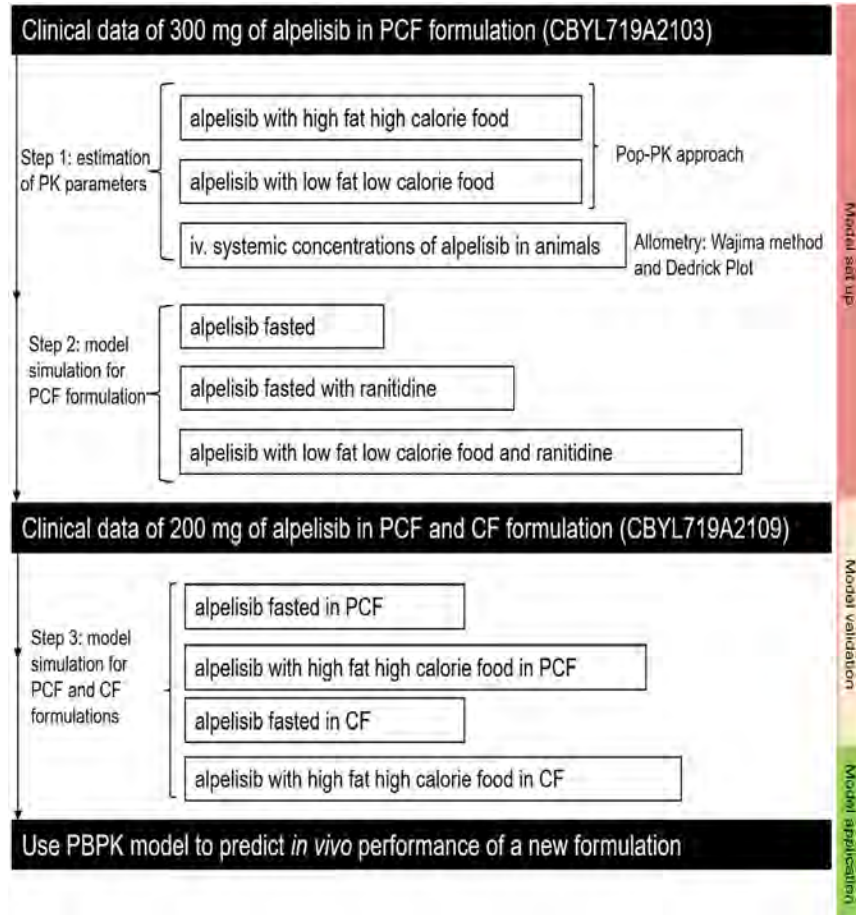 Clinical data of 300 mg of alpelisib in PCF formulation (CBYL719A2103)
alpelisib with high fat high calorie food
Step 1: estimation
of PK parameters
Pop-PK approach
alpelisib with low fat low calorie food
iv. systemic concentrations of alpelisib in animals
Allometry: Wajima method
and Dedrick Plot
Model set up
alpelisib fasted
Step 2: model
simulation for
PCF formulation
alpelisib fasted with ranitidine
alpelisib with low fat low calorie food and ranitidine
Clinical data of 200 mg of alpelisib in PCF and CF formulation (CBYL719A2109)
alpelisib fasted in PCF
Step 3: model
simulation for
PCF and CF
formulations
alpelisib with high fat high calorie food in PCF
alpelisib fasted in CF
alpelisib with high fat high calorie food in CF
Model validation
Use PBPK model to predict in vivo performance of a new formulation
Model application